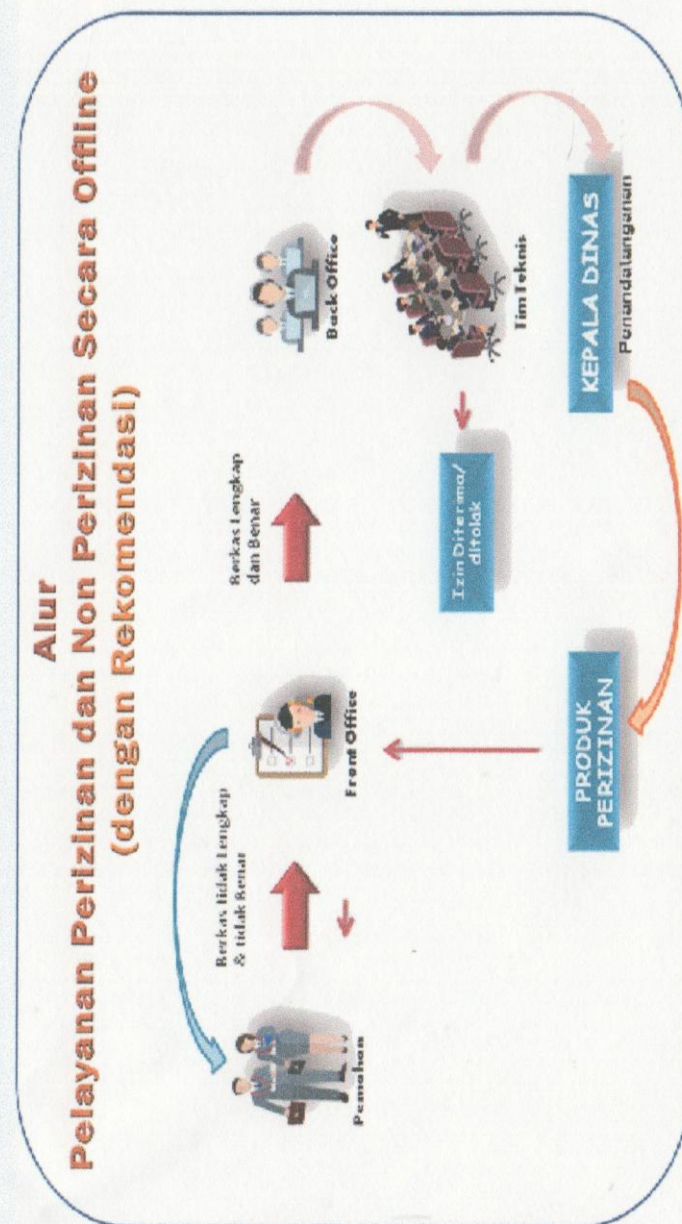 Alur
Pelayanan Perizinan dan Non Perizinan Secara Offline
(dengan Rekomendasi)
Berkas Tidak Lengkap
& tidak Benar
Berkas Lengkap
dan Benar
Pemohon
Front Office
Back Office
Izin Diterima/
ditolak
Tim Teknis
PRODUK
PERIZINAN
KEPALA DINAS
Penandatanganan